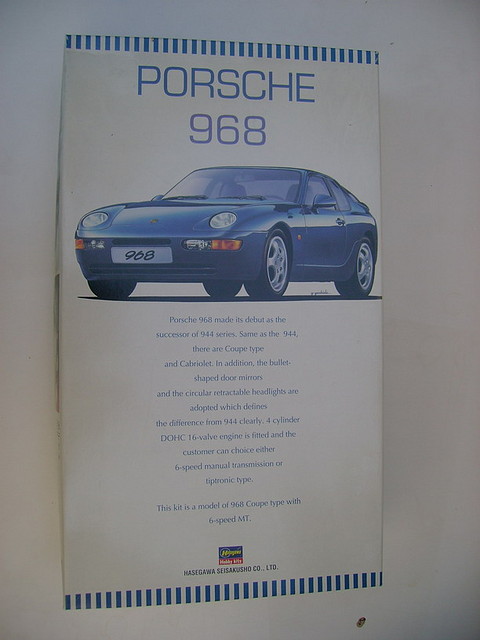 PORSCHE
968
968
Porsche 968 made its debut as the
successor of 944 series. Same as the 944,
there are Coupe type
and Cabriolet. In addition, the bullet-
shaped door mirrors
and the circular retractable headlights are
adopted which defines
the difference from 944 clearly. 4 cylinder
DOHC 16-valve engine is fitted and the
customer can choice either
6-speed manual transmission or
tiptronic type.
This kit is a model of 968 Coupe type with
6-speed MT.
Hasegawa
Hobby kits
HASEGAWA SEISAKUSHO CO., LTD.